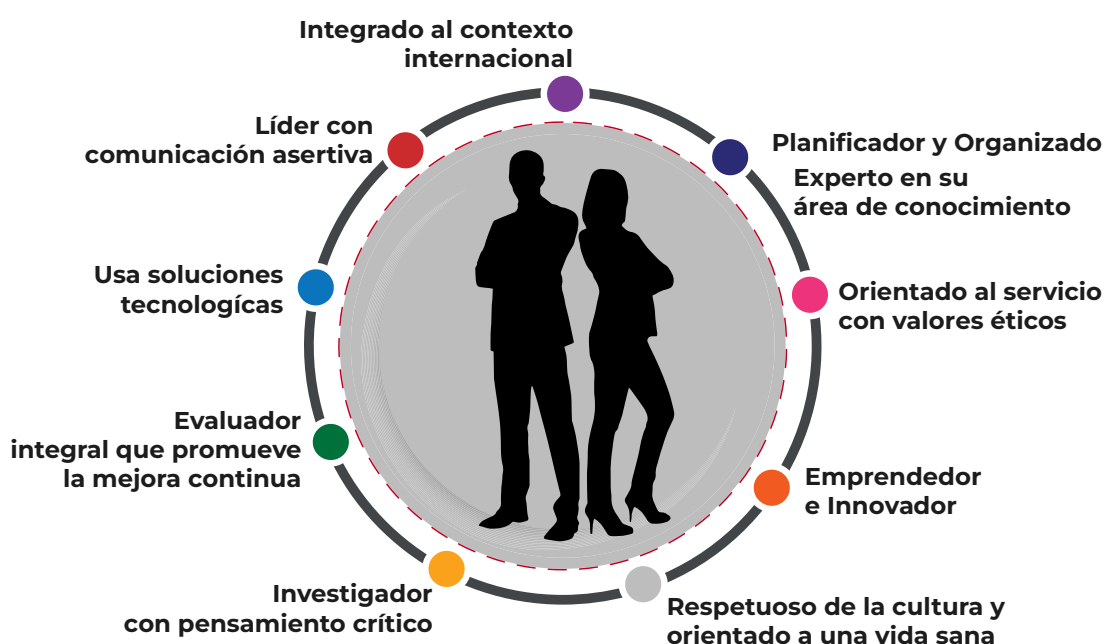 Integrado al contexto
internacional
Planificador y Organizado
Experto en su
área de conocimiento
Orientado al servicio
con valores éticos
Emprendedor
e Innovador
Respetuoso de la cultura y
orientado a una vida sana
Investigador
con pensamiento crítico
Evaluador
integral que promueve
la mejora continua
Usa soluciones
tecnologícas
Líder con
comunicación asertiva